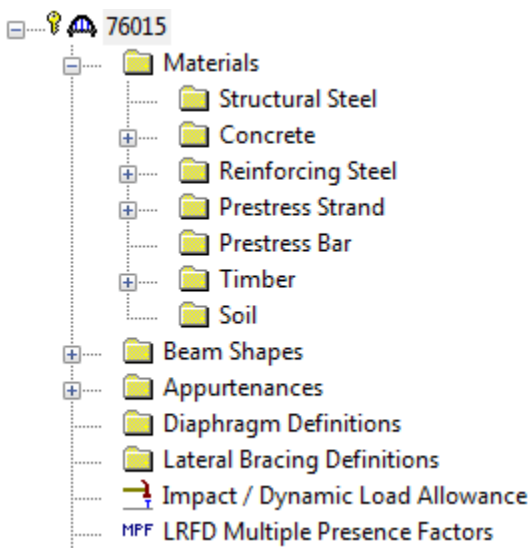 76015
Materials
Structural Steel
Concrete
Reinforcing Steel
Prestress Strand
Prestress Bar
Timber
Soil
Beam Shapes
Appurtenances
Diaphragm Definitions
Lateral Bracing Definitions
Impact / Dynamic Load Allowance
MPF LRFD Multiple Presence Factors